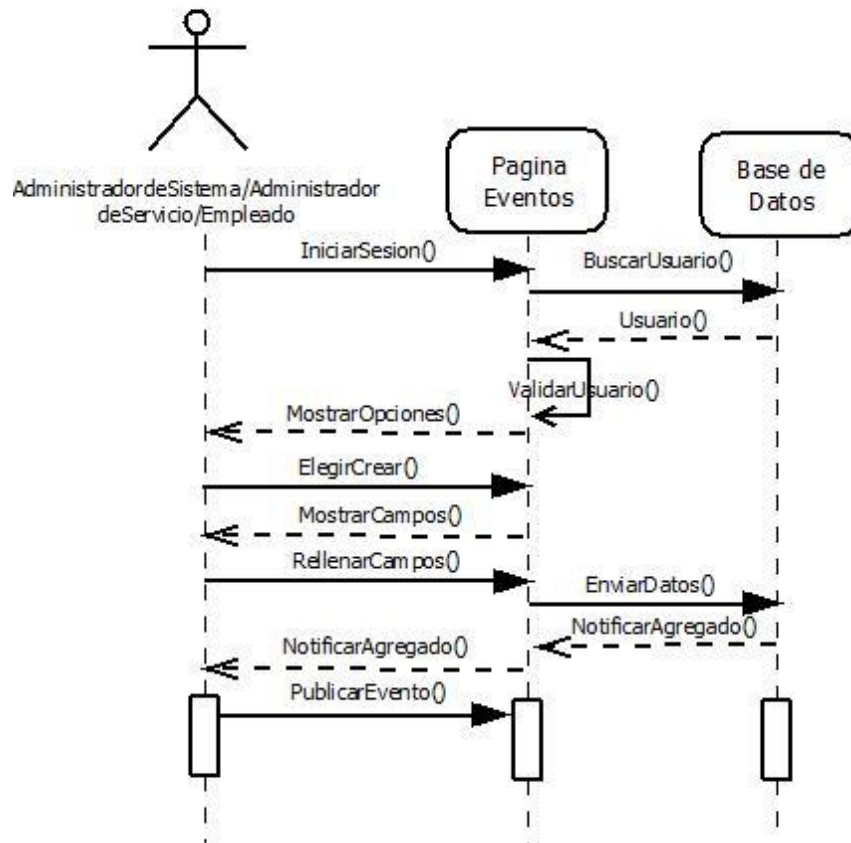 Pagina
Eventos
Base de
Datos
AdministradordeSistema/Administrador
deServicio/Empleado
IniciarSesion()
BuscarUsuario()
Usuario()
ValidarUsuario()
MostrarOpciones()
ElegirCrear()
MostrarCampos()
RellenarCampos()
EnviarDatos()
NotificarAgregado()
NotificarAgregado()
PublicarEvento()